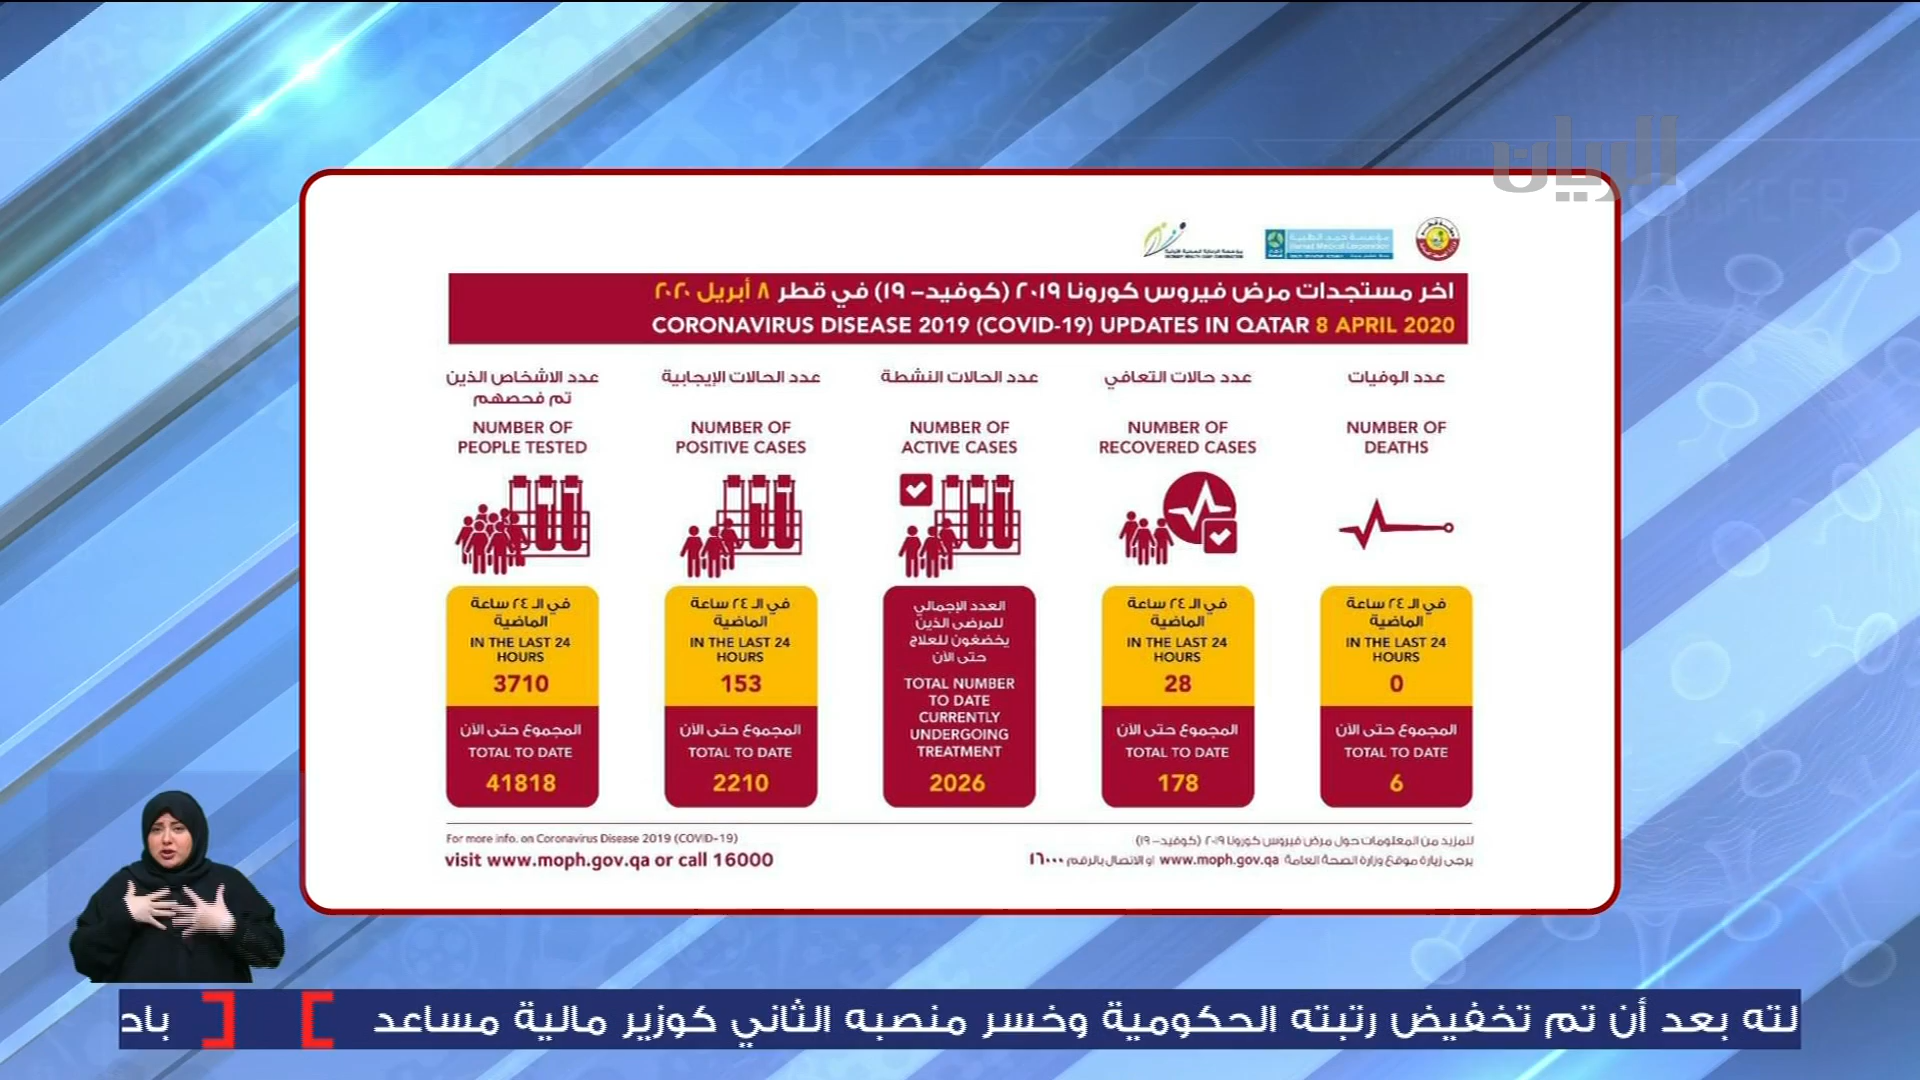 الريان
مؤسسة حمد الطبية
Hamad Medical Corporation
اخر مستجدات مرض فيروس كورونا ٢٠١٩ (كوفيد– ١٩) في قطر ٨ أبريل ٢٠٢٠
CORONAVIRUS DISEASE 2019 (COVID-19) UPDATES IN QATAR 8 APRIL 2020
عدد الاشخاص الذين
تم فحصهم
NUMBER OF
PEOPLE TESTED
في الـ ٢٤ ساعة
الماضية
IN THE LAST 24
HOURS
3710
المجموع حتى الآن
TOTAL TO DATE
41818
عدد الحالات الإيجابية
NUMBER OF
POSITIVE CASES
في الـ ٢٤ ساعة
الماضية
IN THE LAST 24
HOURS
153
المجموع حتى الآن
TOTAL TO DATE
2210
عدد الحالات النشطة
NUMBER OF
ACTIVE CASES
العدد الإجمالي
للمرضى الذين
يخضعون للعلاج
حتى الآن
TOTAL NUMBER
TO DATE
CURRENTLY
UNDERGOING
TREATMENT
2026
عدد حالات التعافي
NUMBER OF
RECOVERED CASES
في الـ ٢٤ ساعة
الماضية
IN THE LAST 24
HOURS
28
المجموع حتى الآن
TOTAL TO DATE
178
عدد الوفيات
NUMBER OF
DEATHS
في الـ ٢٤ ساعة
الماضية
IN THE LAST 24
HOURS
0
المجموع حتى الآن
TOTAL TO DATE
6
For more info. on Coronavirus Disease 2019 (COVID-19)
visit www.moph.gov.qa or call 16000
للمزيد من المعلومات حول مرض فيروس كورونا ٢٠١٩ (كوفيد– ١٩)
يرجى زيارة موقع وزارة الصحة العامة www.moph.gov.qa او الاتصال بالرقم ١٦٠٠٠
لته بعد أن تم تخفيض رتبته الحكومية وخسر منصبه الثاني كوزير مالية مساعد
باد